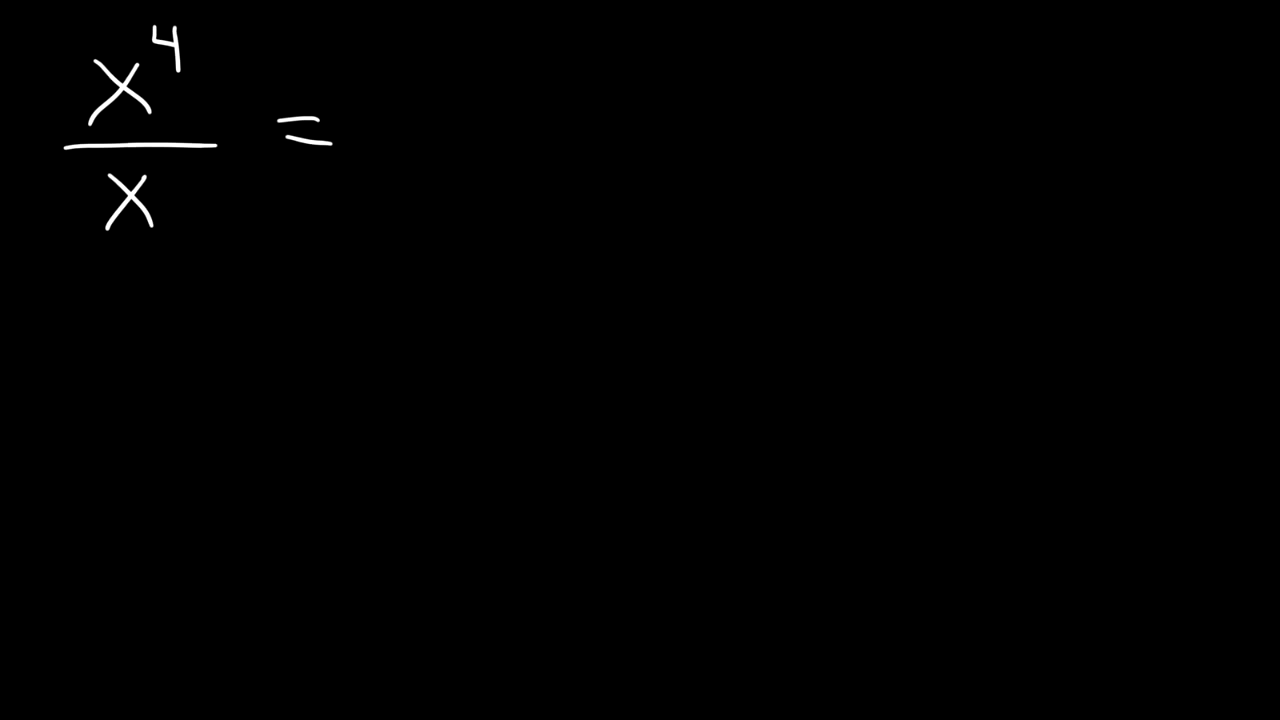 x⁴/x =